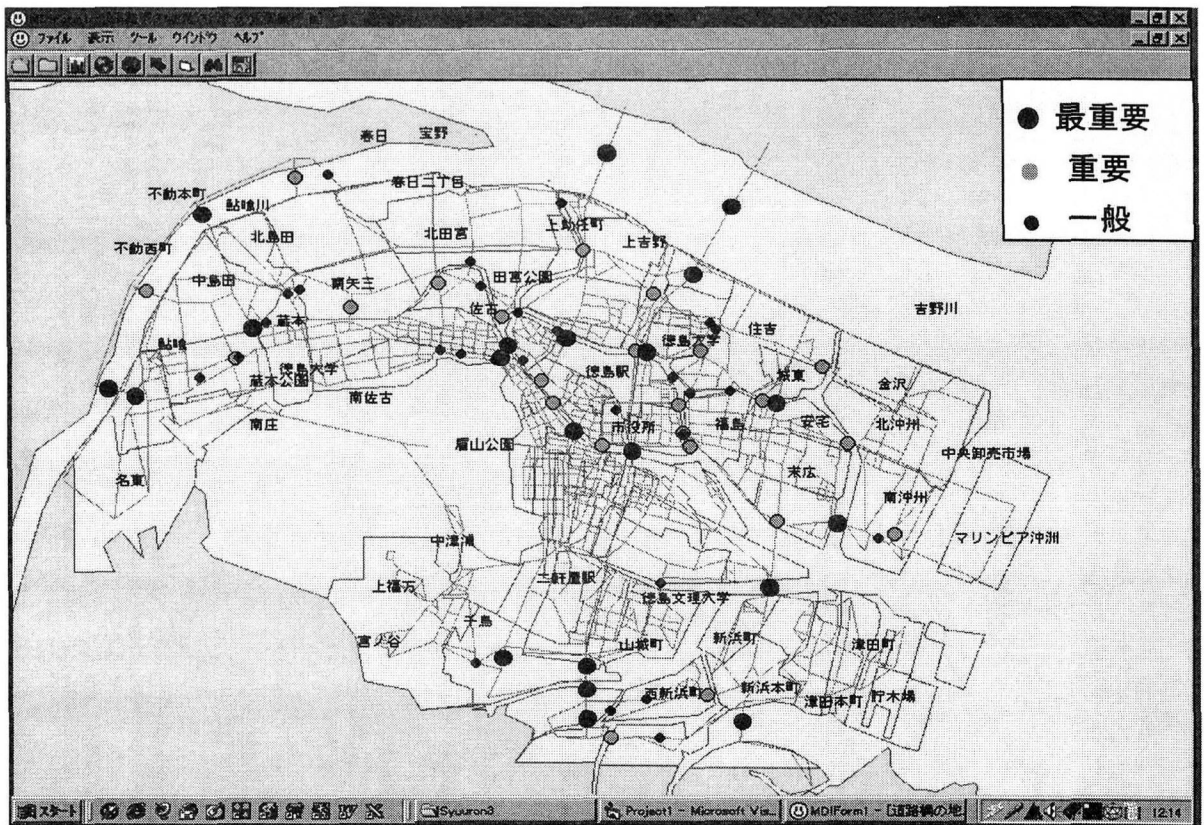 ファイル 表示 ツール ウインドウ ヘルプ
最重要
重要
一般
春日
宝野
春日二丁目
不動本町
鮎喰川
上助任町
北島田
北田宮
上吉野
不動西町
中島田
南矢三
田宮公園
吉野川
佐古
蔵本
住吉
鮎喰
徳島大学
徳島大学
徳島駅
城東
金沢
蔵本公園
南佐古
南庄
市役所
福島
安宅
北沖州
眉山公園
中央卸売市場
末広
名東
南沖州
マリンピア沖洲
中津浦
二軒屋駅
上福万
徳島文理大学
千鳥
宮ノ谷
山城町
新浜町
津田町
西新浜町
新浜本町
津田本町
貯木場
スタート
Syuuron3
Project1 - Microsoft Vis...
MDIForm1 - [道路橋の地...
12:14